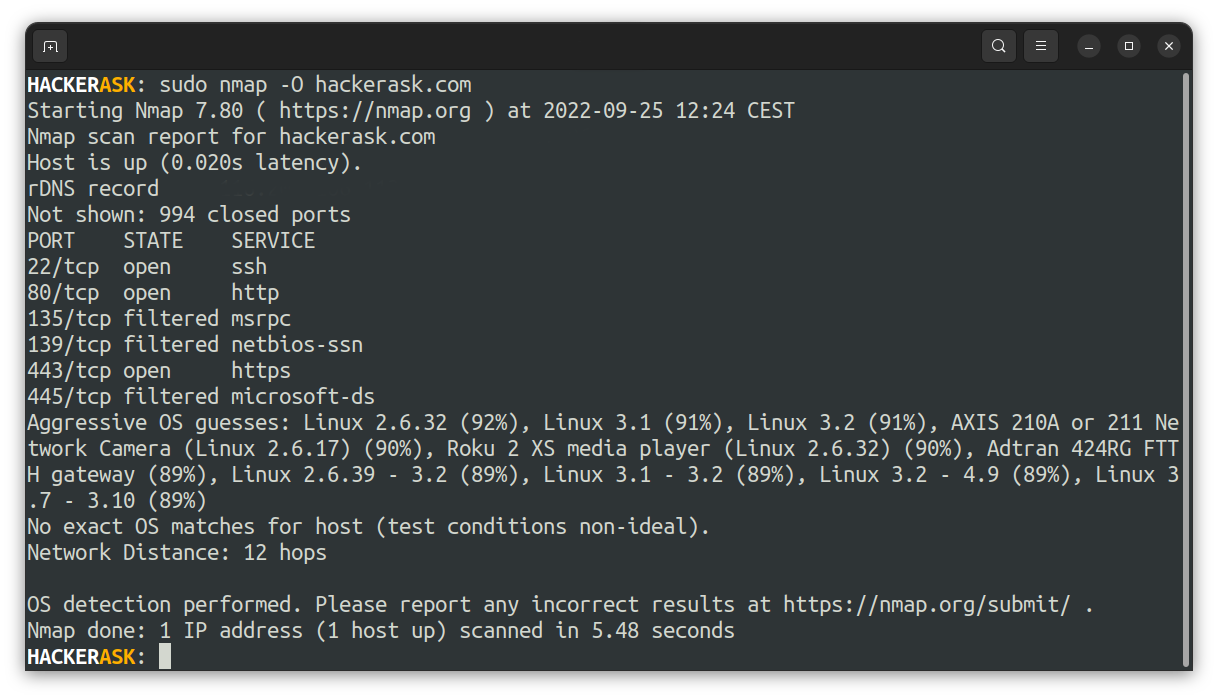 HACKERASK: sudo nmap -O hackerask.com
Starting Nmap 7.80 ( https://nmap.org ) at 2022-09-25 12:24 CEST
Nmap scan report for hackerask.com
Host is up (0.020s latency).
rDNS record
Not shown: 994 closed ports
PORT    STATE    SERVICE
22/tcp  open     ssh
80/tcp  open     http
135/tcp filtered msrpc
139/tcp filtered netbios-ssn
443/tcp open     https
445/tcp filtered microsoft-ds
Aggressive OS guesses: Linux 2.6.32 (92%), Linux 3.1 (91%), Linux 3.2 (91%), AXIS 210A or 211 Ne
twork Camera (Linux 2.6.17) (90%), Roku 2 XS media player (Linux 2.6.32) (90%), Adtran 424RG FTT
H gateway (89%), Linux 2.6.39 - 3.2 (89%), Linux 3.1 - 3.2 (89%), Linux 3.2 - 4.9 (89%), Linux 3
.7 - 3.10 (89%)
No exact OS matches for host (test conditions non-ideal).
Network Distance: 12 hops
OS detection performed. Please report any incorrect results at https://nmap.org/submit/ .
Nmap done: 1 IP address (1 host up) scanned in 5.48 seconds
HACKERASK: